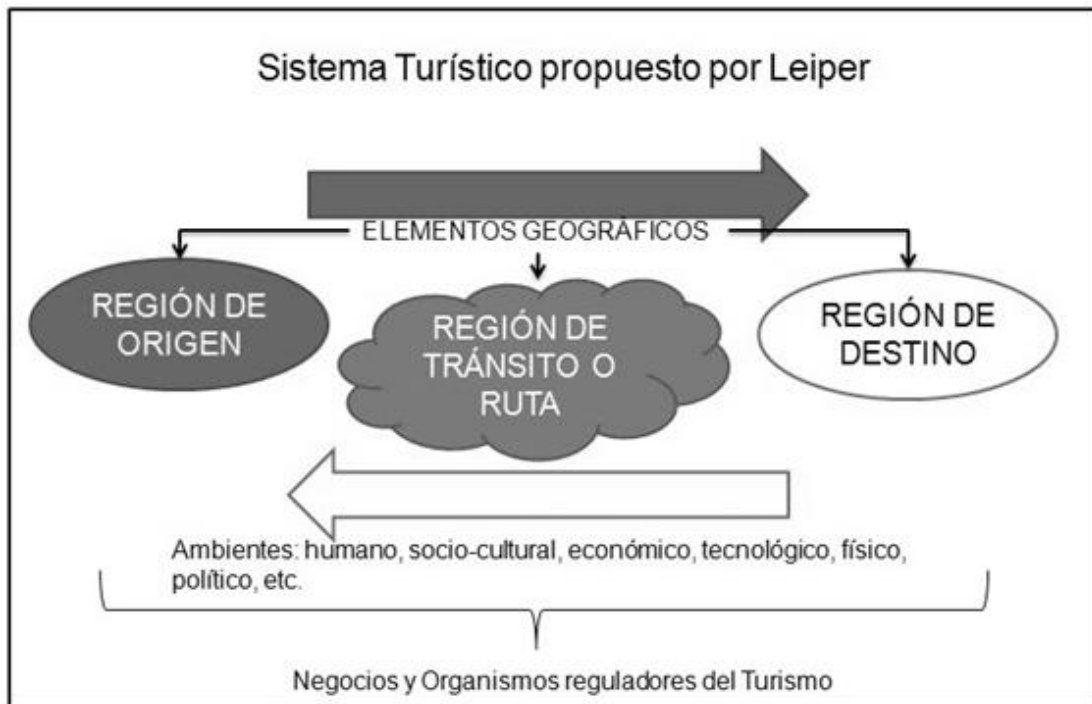 Sistema Turístico propuesto por Leiper
ELEMENTOS GEOGRÁFICOS
REGIÓN DE
ORIGEN
REGIÓN DE
TRÁNSITO O
RUTA
REGIÓN DE
DESTINO
Ambientes: humano, socio-cultural, económico, tecnológico, físico,
político, etc.
Negocios y Organismos reguladores del Turismo